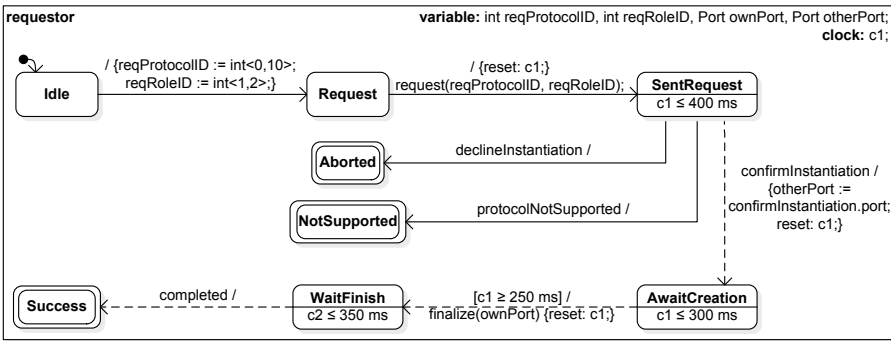 requestor
variable: int reqProtocolID, int reqRoleID, Port ownPort, Port otherPort;
clock: c1;
/ {reqProtocolID := int<0,10>;
reqRoleID := int<1,2>;}
/ {reset: c1;}
request(reqProtocolID, reqRoleID);
Idle
Request
SentRequest
c1 ≤ 400 ms
declineInstantiation /
Aborted
confirmInstantiation /
{otherPort :=
confirmInstantiation.port;
reset: c1;}
protocolNotSupported /
NotSupported
completed /
[c1 ≥ 250 ms] /
finalize(ownPort) {reset: c1;}
Success
WaitFinish
c2 ≤ 350 ms
AwaitCreation
c1 ≤ 300 ms